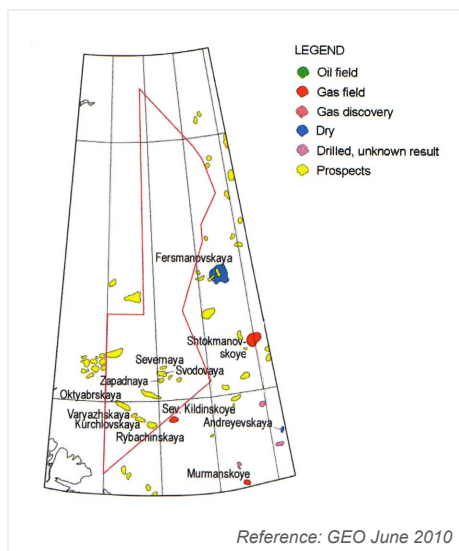 LEGEND
Oil field
Gas field
Gas discovery
Dry
Drilled, unknown result
Prospects
Fersmanovskaya
Shtokmanov-
skoye
Severnaya
Svodovaya
Zapadnaya
Oktyabrskaya
Sev. Kildinskoye
Varyazhskaya
Andreyevskaya
Kurchlovskaya
Rybachinskaya
Murmanskoye
Reference: GEO June 2010